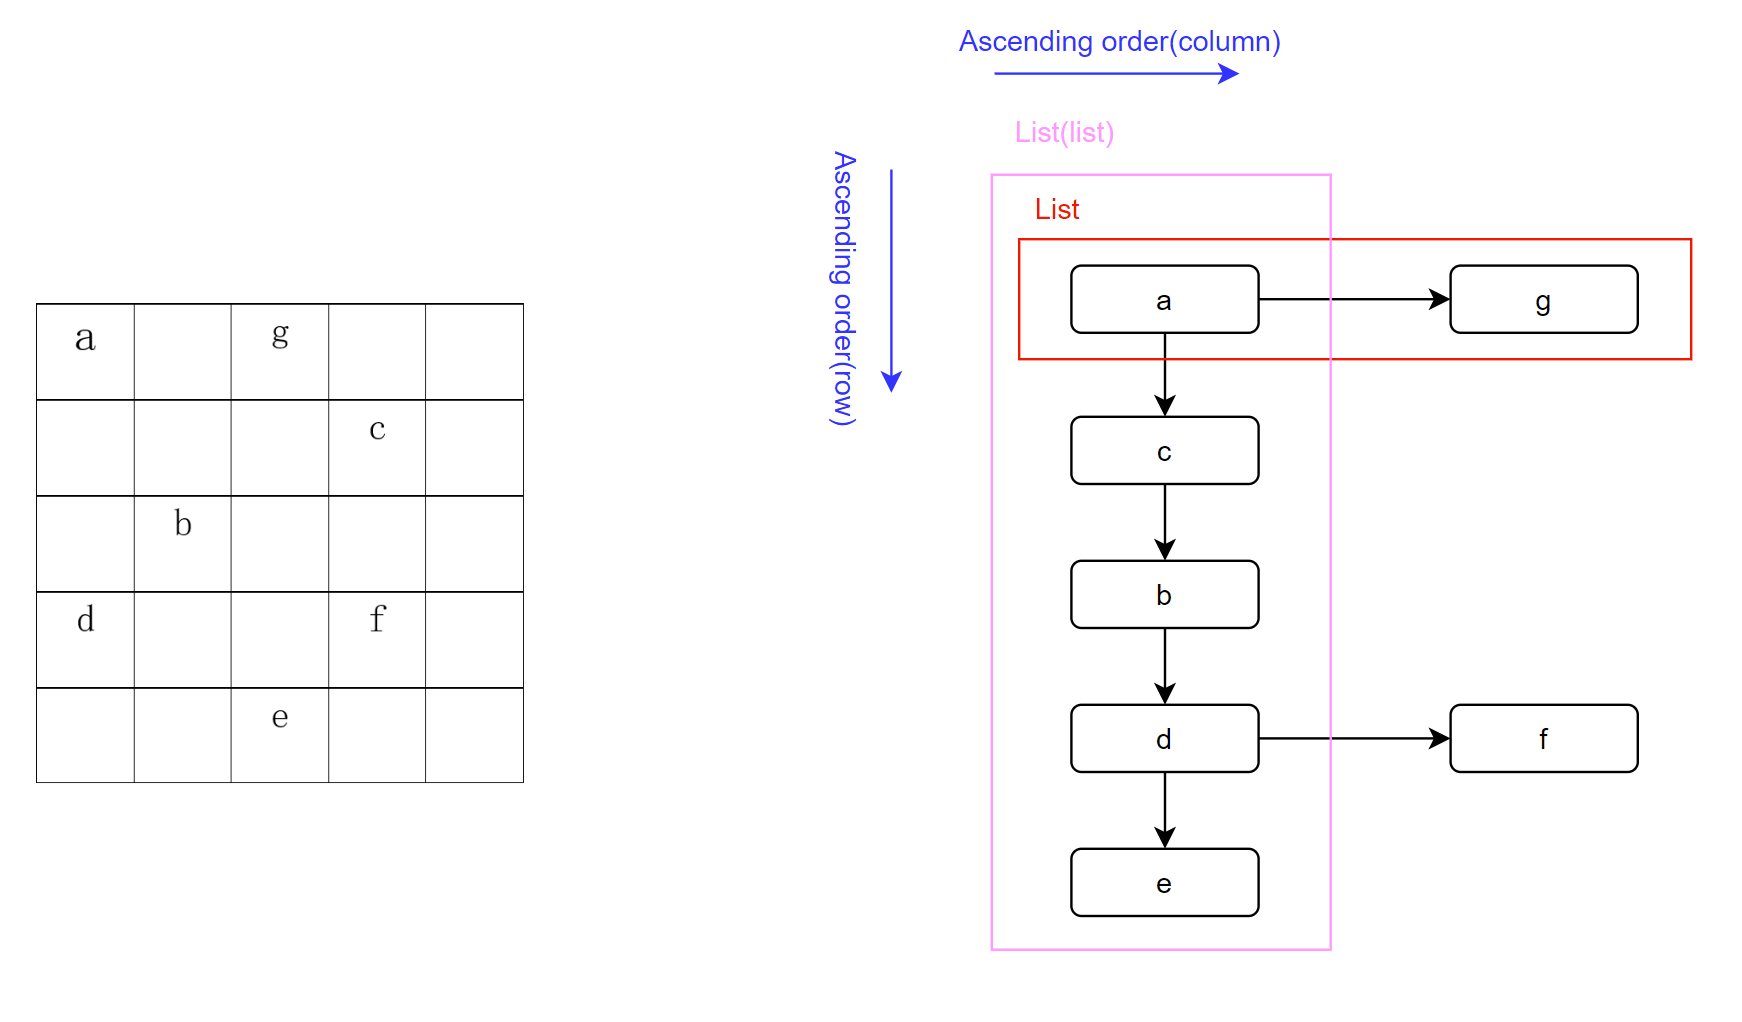 a g
c
b
d f
e
Ascending order(column)
Ascending order(row)
List(list)
List
a g
c
b
d f
e